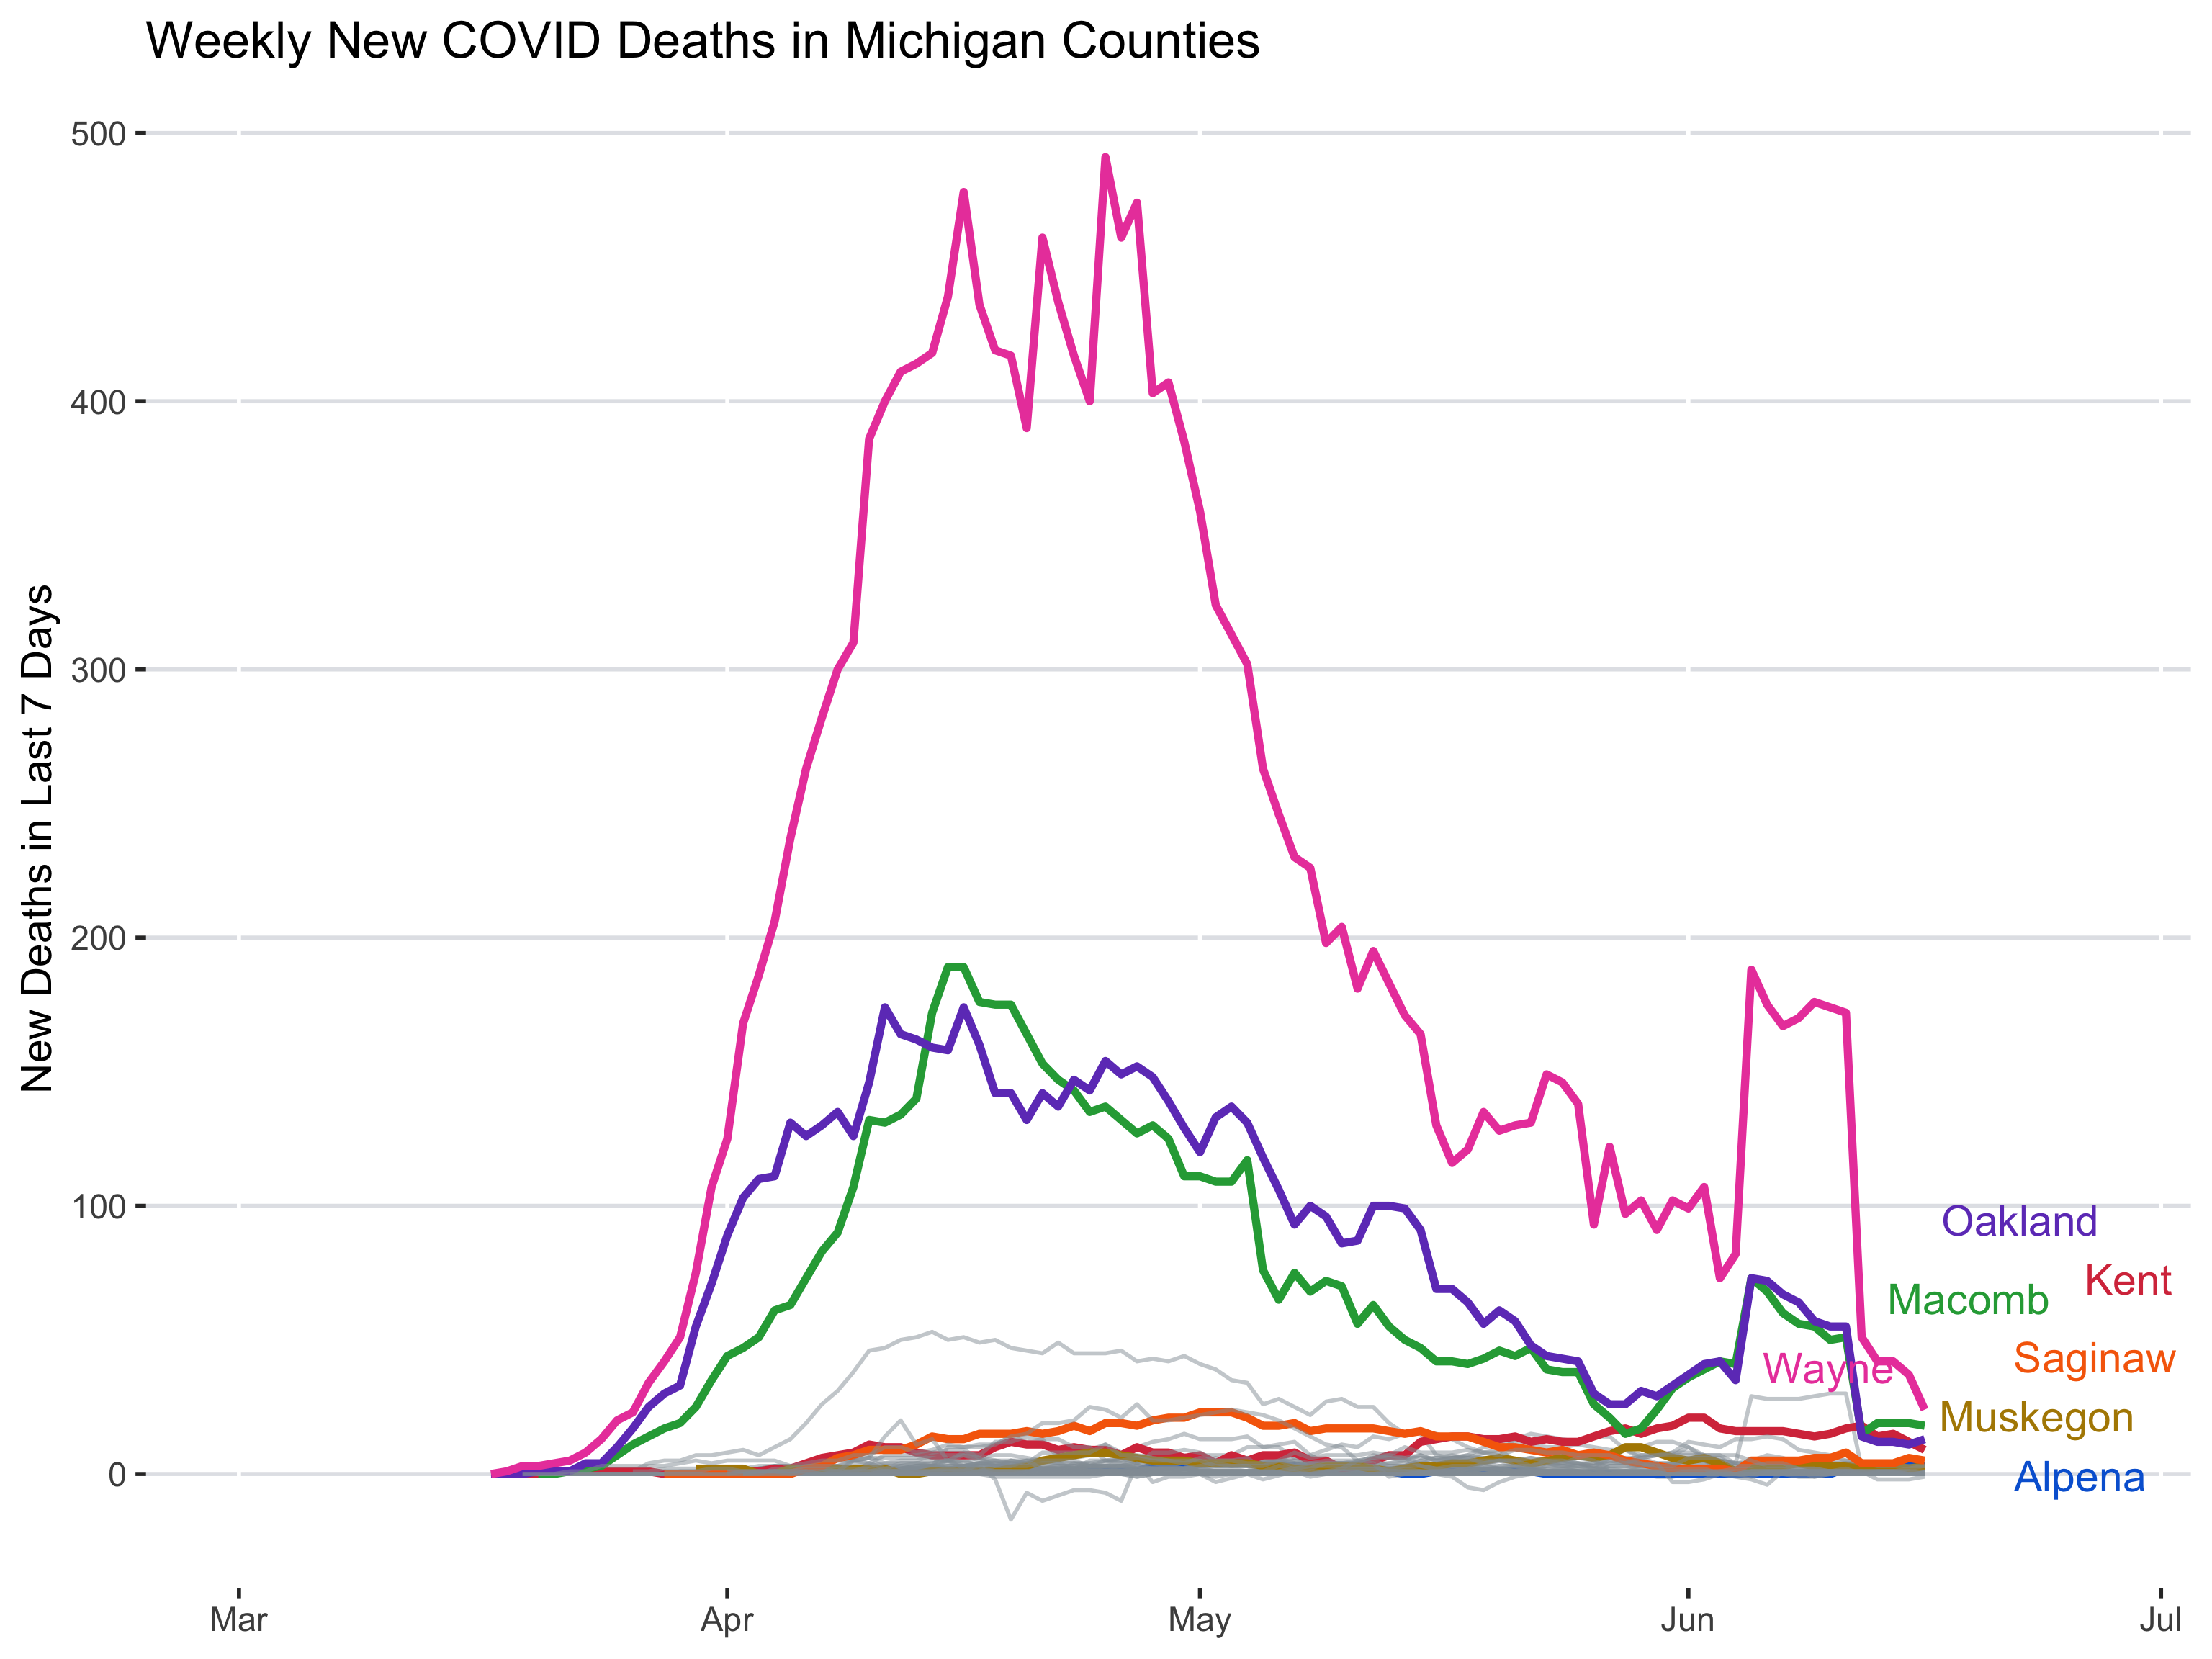 Weekly New COVID Deaths in Michigan Counties
New Deaths in Last 7 Days
500
400
300
200
100
0
Oakland
Kent
Macomb
Saginaw
Wayne
Muskegon
Alpena
Mar
Apr
May
Jun
Jul